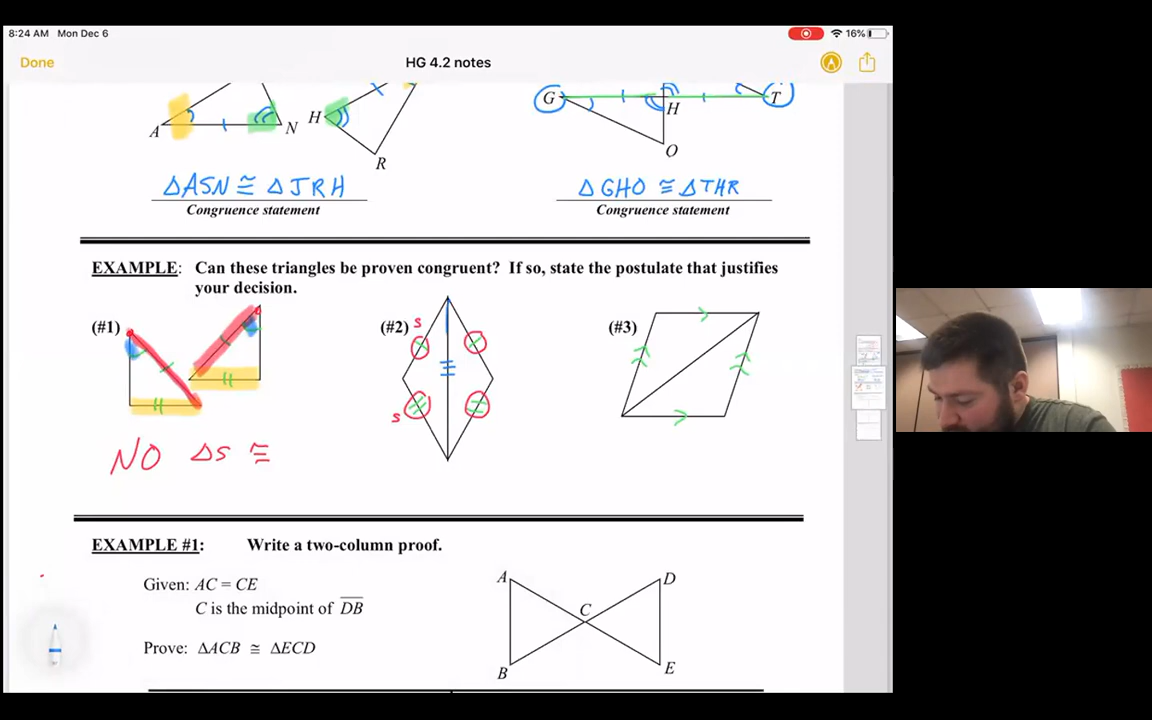 8:24 AM Mon Dec 6
16%
Done
HG 4.2 notes
A
N
H
R
G
H
T
O
ΔASN ≅ ΔJRH
ΔGHO ≅ ΔTHR
Congruence statement
Congruence statement
EXAMPLE: Can these triangles be proven congruent? If so, state the postulate that justifies
your decision.
(#1)
(#2)
S
S
(#3)
NO Δs ≅
EXAMPLE #1: Write a two-column proof.
Given: AC = CE
C is the midpoint of DB
Prove: ΔACB ≅ ΔECD
A
D
C
B
E